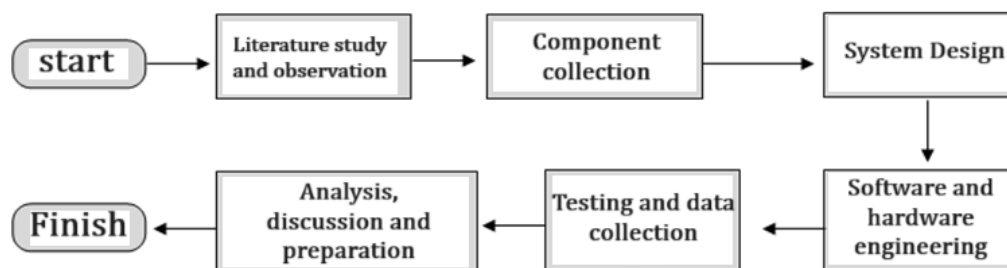 start
Literature study
and observation
Component
collection
System Design
Software and
hardware
engineering
Testing and data
collection
Analysis,
discussion and
preparation
Finish